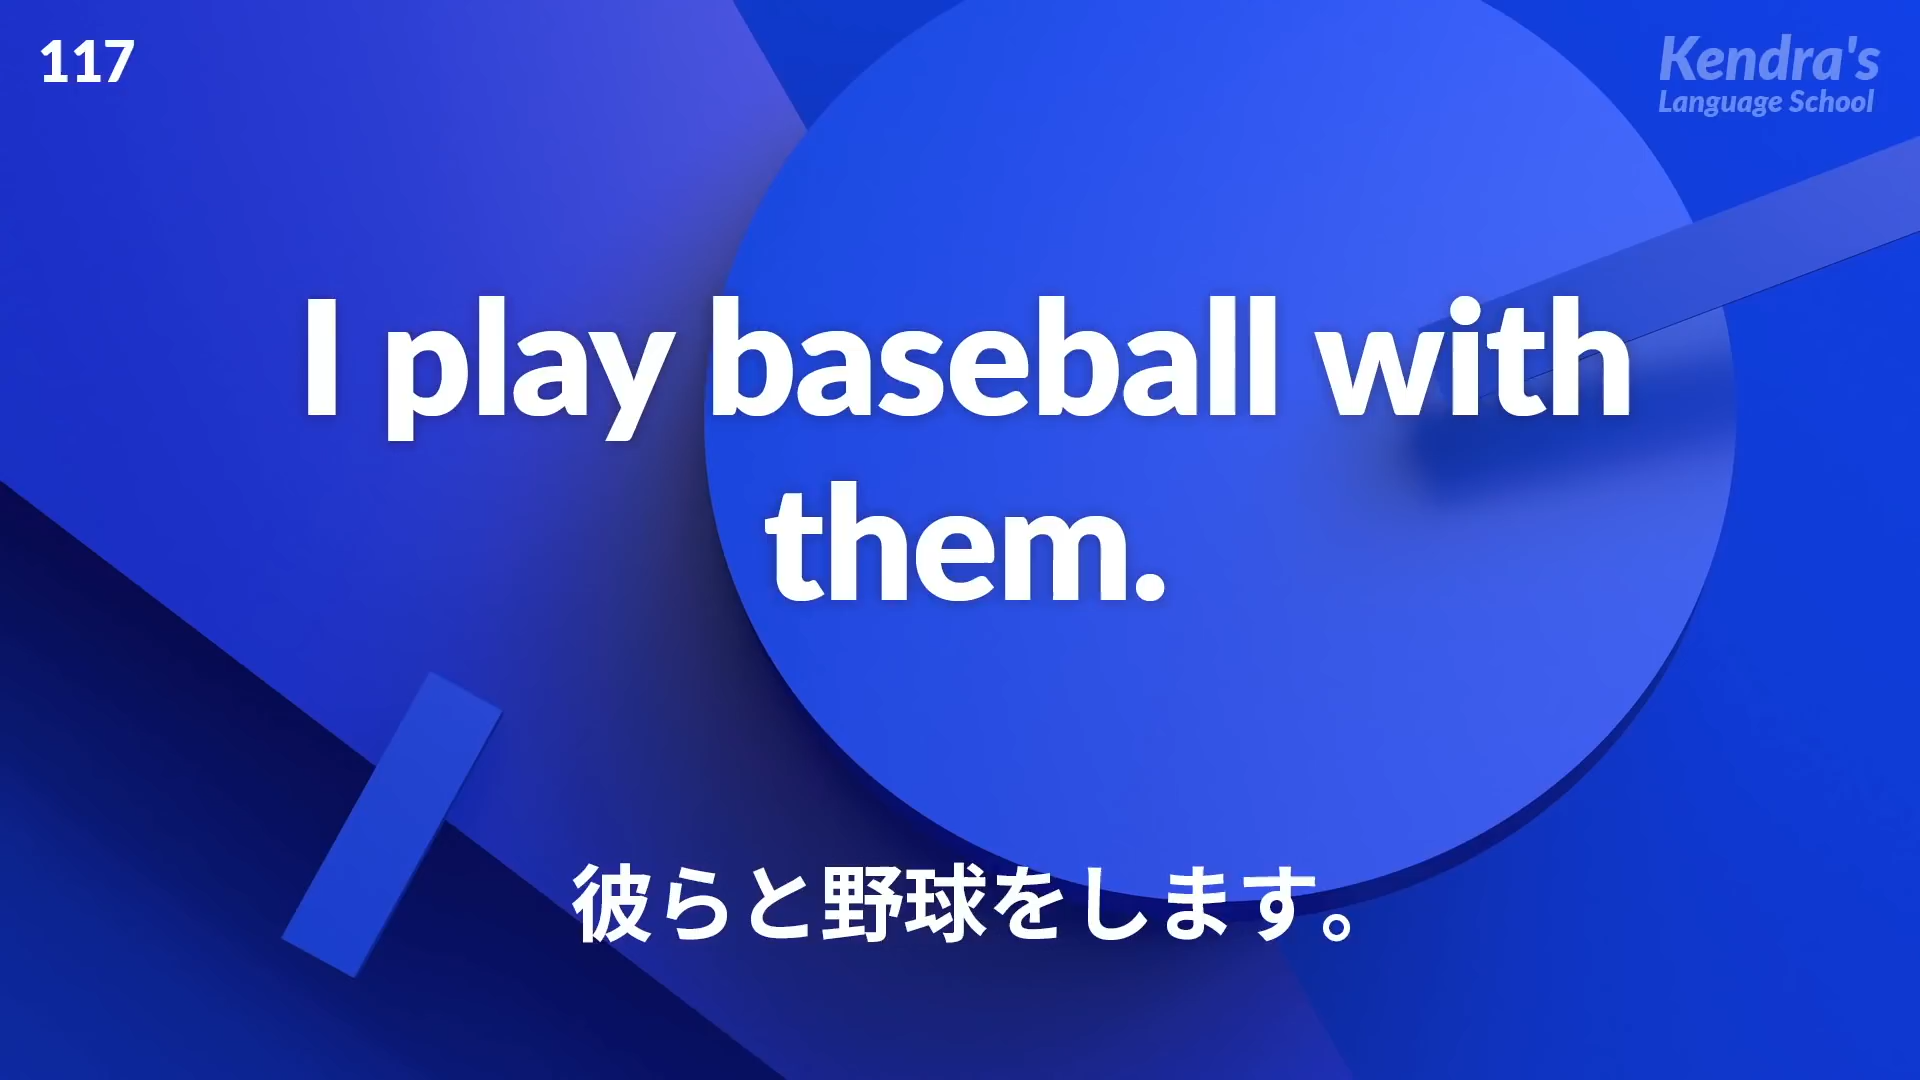 117
Kendra's
Language School
I play baseball with
them.
彼らと野球をします。